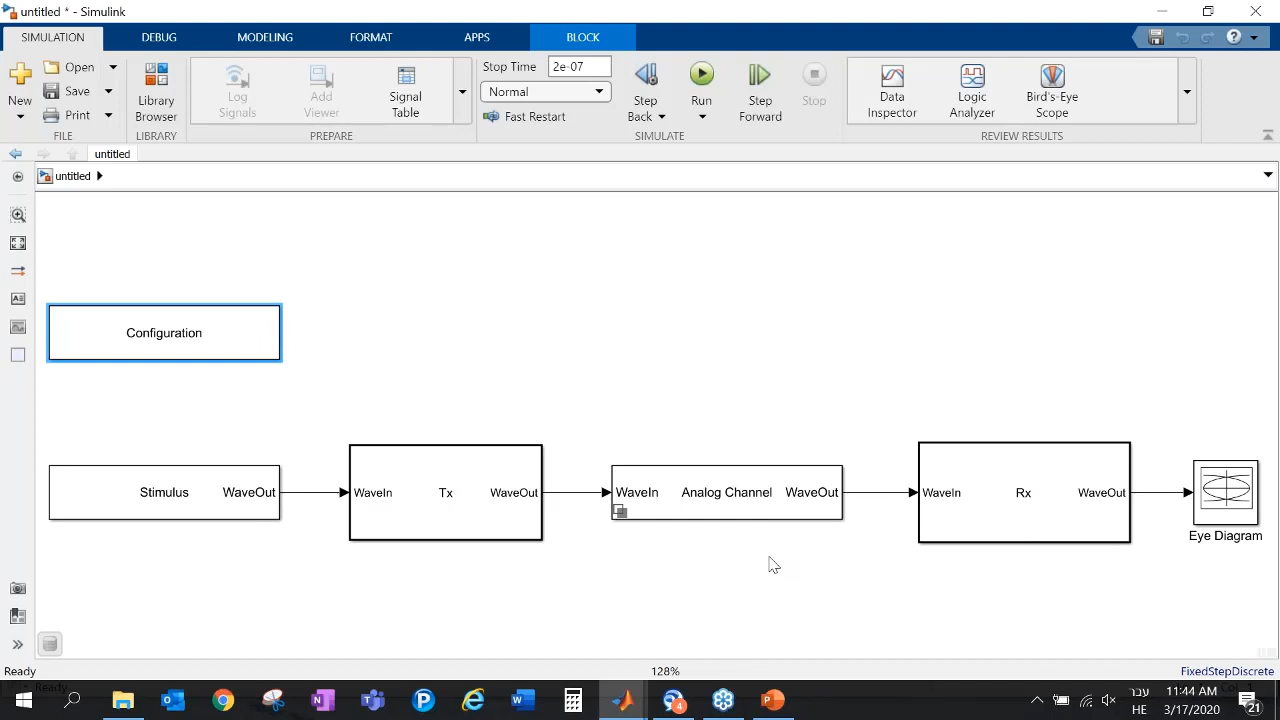 untitled * - Simulink
SIMULATION DEBUG MODELING FORMAT APPS BLOCK
New
Open
Save
Print
FILE
Library
Browser
LIBRARY
Log
Signals
Add
Viewer
Signal
Table
PREPARE
Stop Time 2e-07
Normal
Fast Restart
Step
Back
Run
Step
Forward
Stop
SIMULATE
Data
Inspector
Logic
Analyzer
Bird's-Eye
Scope
REVIEW RESULTS
untitled
untitled
Configuration
Stimulus WaveOut
WaveIn Tx WaveOut
WaveIn Analog Channel WaveOut
WaveIn Rx WaveOut
Eye Diagram
Ready 128% FixedStepDiscrete
Ready
4
עבר
HE
11:44 AM
3/17/2020
21